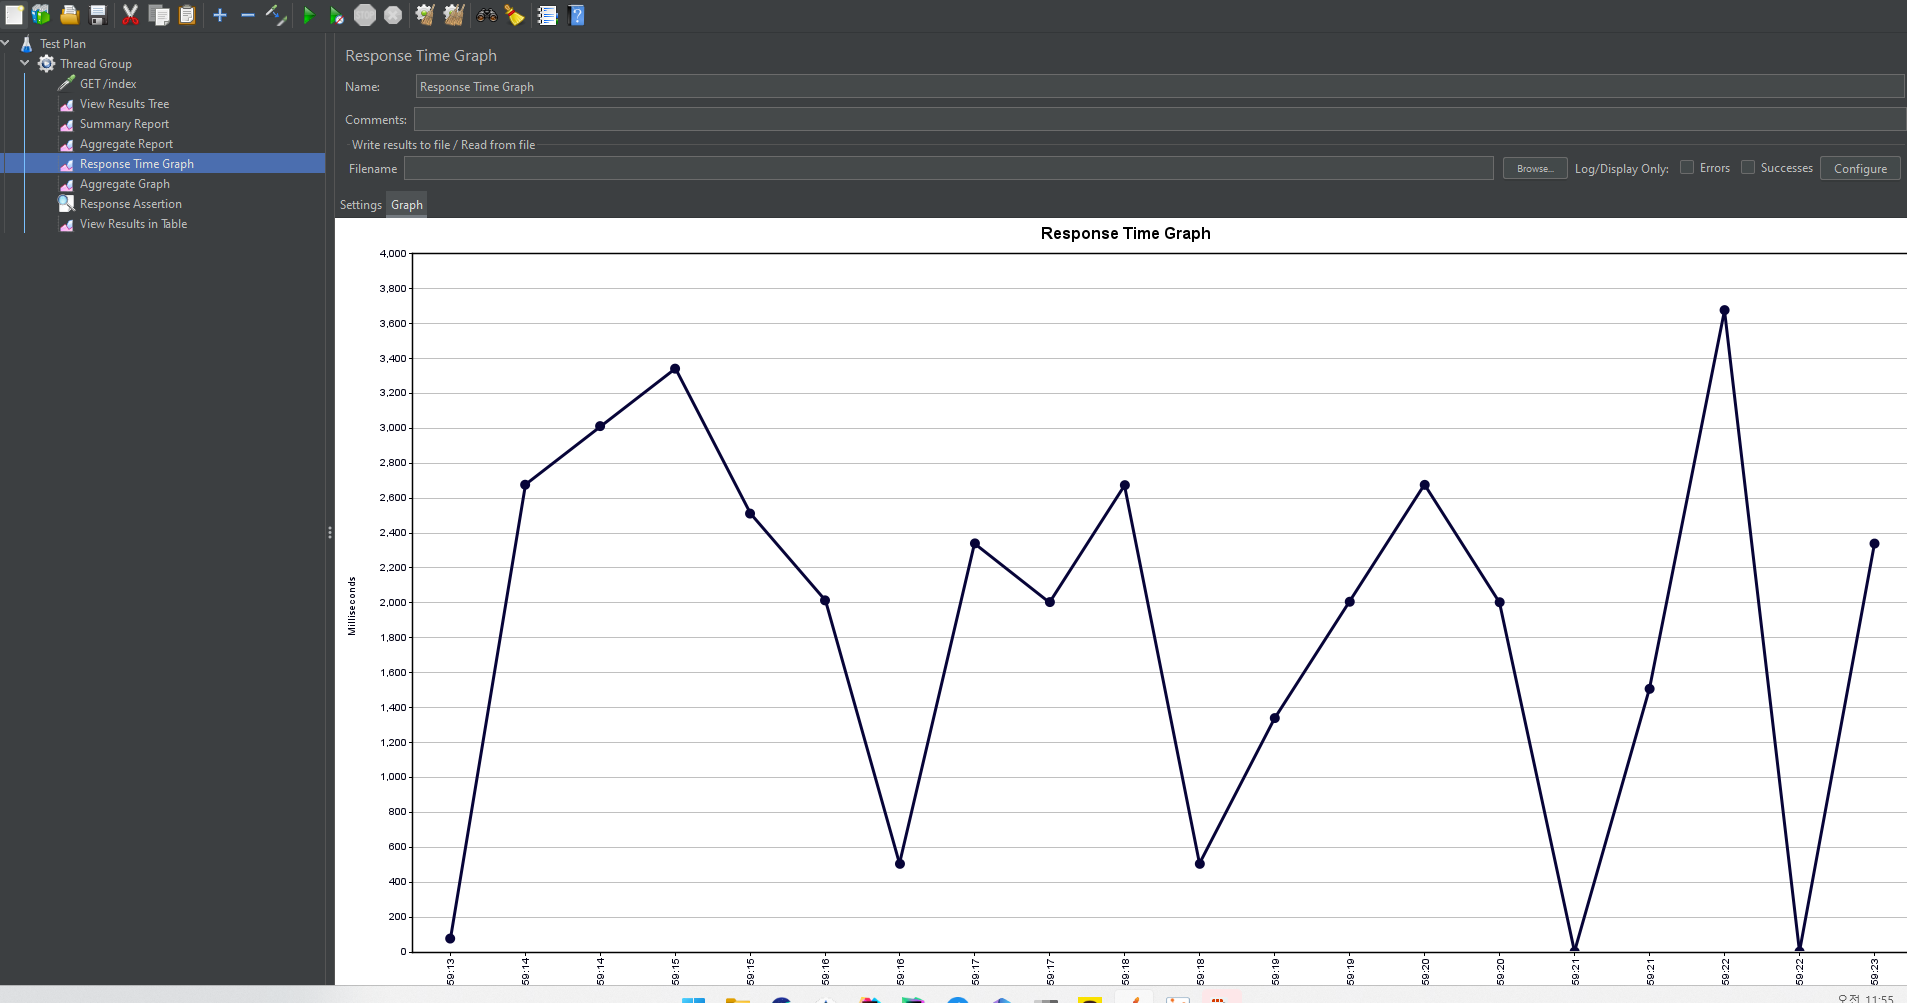 Test Plan
Thread Group
GET /index
View Results Tree
Summary Report
Aggregate Report
Response Time Graph
Aggregate Graph
Response Assertion
View Results in Table
Response Time Graph
Name: Response Time Graph
Comments:
Write results to file / Read from file
Filename Browse... Log/Display Only: Errors Successes Configure
Settings Graph
Response Time Graph
4,000
3,800
3,600
3,400
3,200
3,000
2,800
2,600
2,400
2,200
2,000
1,800
1,600
1,400
1,200
1,000
800
600
400
200
0
Milliseconds
59:13 59:14 59:14 59:15 59:15 59:16 59:16 59:17 59:17 59:18 59:18 59:19 59:19 59:20 59:20 59:21 59:21 59:22 59:22 59:23
오전 11:55